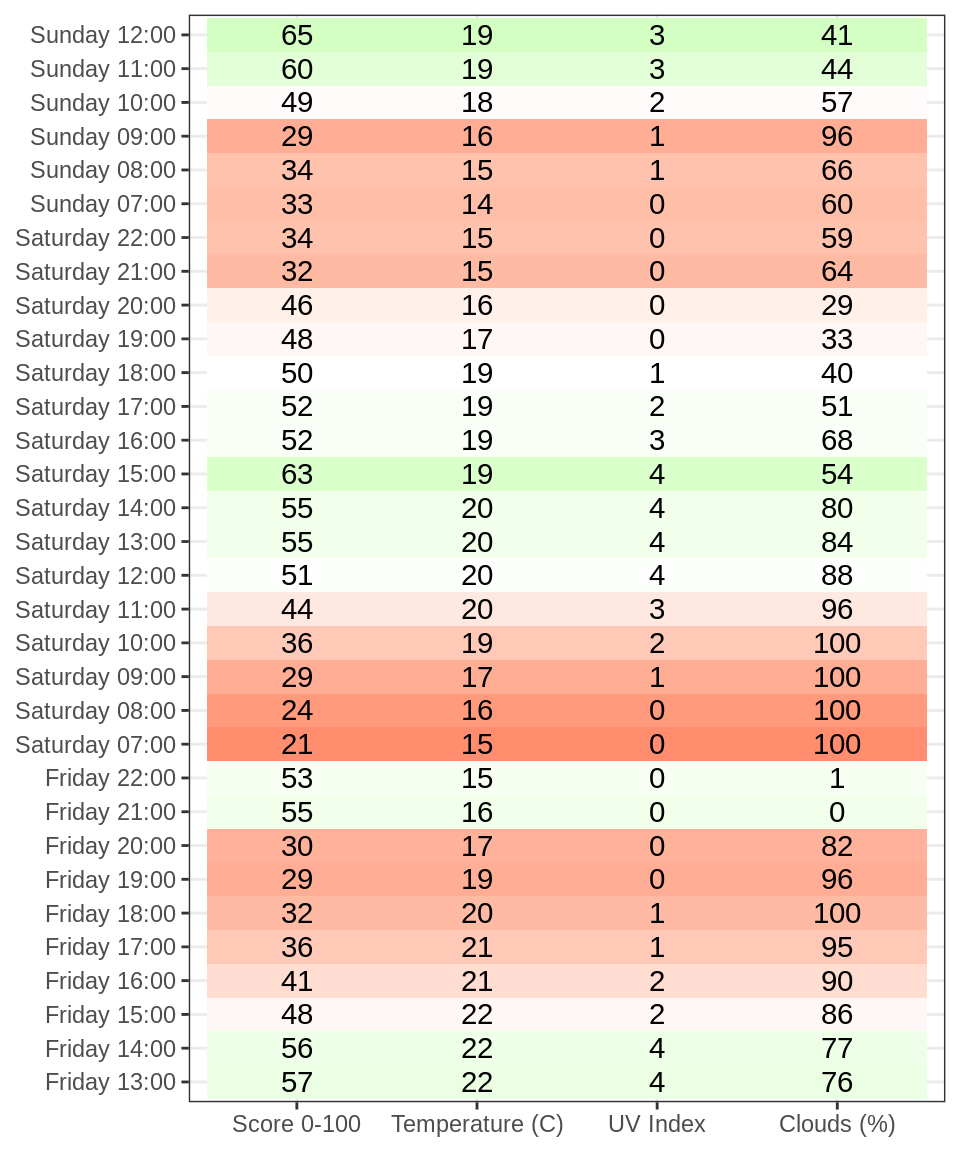 Sunday 12:00 65 19 3 41
Sunday 11:00 60 19 3 44
Sunday 10:00 49 18 2 57
Sunday 09:00 29 16 1 96
Sunday 08:00 34 15 1 66
Sunday 07:00 33 14 0 60
Saturday 22:00 34 15 0 59
Saturday 21:00 32 15 0 64
Saturday 20:00 46 16 0 29
Saturday 19:00 48 17 0 33
Saturday 18:00 50 19 1 40
Saturday 17:00 52 19 2 51
Saturday 16:00 52 19 3 68
Saturday 15:00 63 19 4 54
Saturday 14:00 55 20 4 80
Saturday 13:00 55 20 4 84
Saturday 12:00 51 20 4 88
Saturday 11:00 44 20 3 96
Saturday 10:00 36 19 2 100
Saturday 09:00 29 17 1 100
Saturday 08:00 24 16 0 100
Saturday 07:00 21 15 0 100
Friday 22:00 53 15 0 1
Friday 21:00 55 16 0 0
Friday 20:00 30 17 0 82
Friday 19:00 29 19 0 96
Friday 18:00 32 20 1 100
Friday 17:00 36 21 1 95
Friday 16:00 41 21 2 90
Friday 15:00 48 22 2 86
Friday 14:00 56 22 4 77
Friday 13:00 57 22 4 76
Score 0-100 Temperature (C) UV Index Clouds (%)